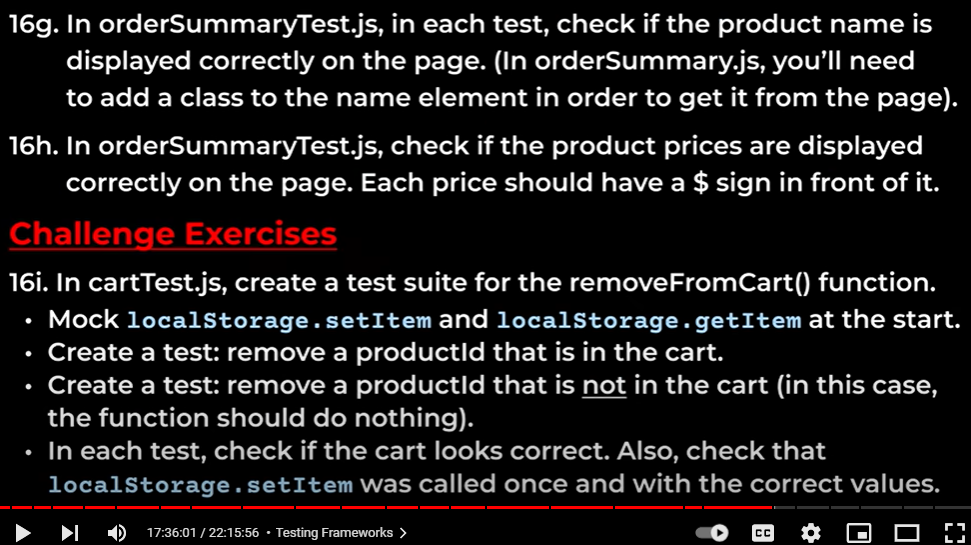 16g. In orderSummaryTest.js, in each test, check if the product name is
displayed correctly on the page. (In orderSummary.js, you'll need
to add a class to the name element in order to get it from the page).
16h. In orderSummaryTest.js, check if the product prices are displayed
correctly on the page. Each price should have a $ sign in front of it.
Challenge Exercises
16i. In cartTest.js, create a test suite for the removeFromCart() function.
• Mock localStorage.setItem and localStorage.getItem at the start.
• Create a test: remove a productId that is in the cart.
• Create a test: remove a productId that is not in the cart (in this case,
the function should do nothing).
• In each test, check if the cart looks correct. Also, check that
localStorage.setItem was called once and with the correct values.
17:36:01 / 22:15:56 • Testing Frameworks
CC